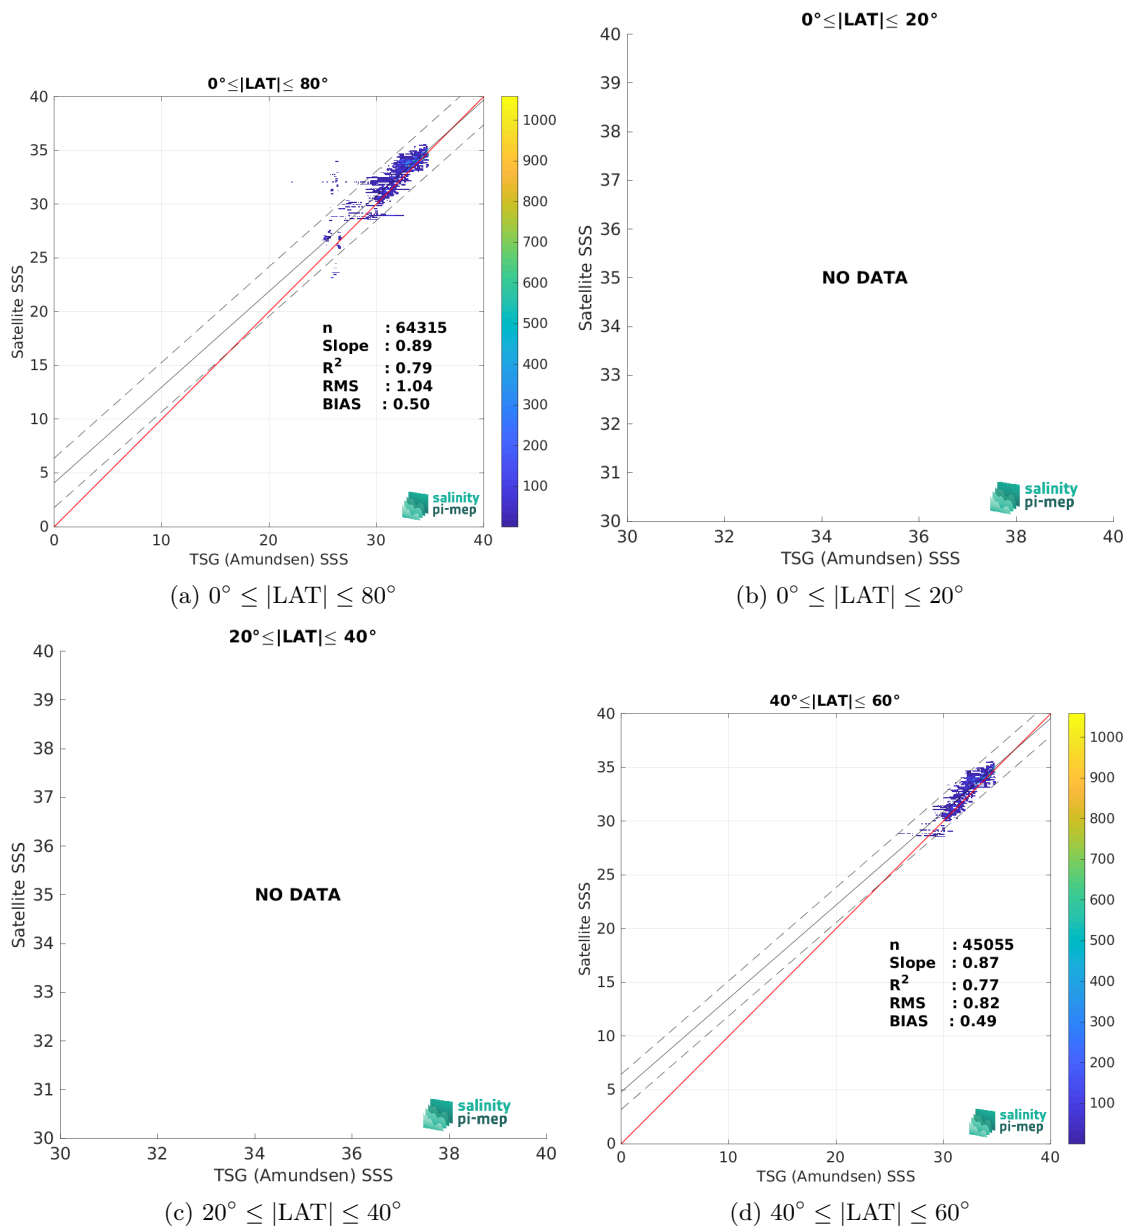 0°≤|LAT|≤ 80°
40
35
30
25
20
15
10
5
0
0
10
20
30
40
1000
900
800
700
600
500
400
300
200
100
Satellite SSS
TSG (Amundsen) SSS
n : 64315
Slope : 0.89
R² : 0.79
RMS : 1.04
BIAS : 0.50
salinity
pi-mep
(a) 0° ≤ |LAT| ≤ 80°
0°≤|LAT|≤ 20°
40
39
38
37
36
35
34
33
32
31
30
30
32
34
36
38
40
Satellite SSS
NO DATA
TSG (Amundsen) SSS
salinity
pi-mep
(b) 0° ≤ |LAT| ≤ 20°
20°≤|LAT|≤ 40°
40
39
38
37
36
35
34
33
32
31
30
30
32
34
36
38
40
Satellite SSS
NO DATA
TSG (Amundsen) SSS
salinity
pi-mep
(c) 20° ≤ |LAT| ≤ 40°
40°≤|LAT|≤ 60°
40
35
30
25
20
15
10
5
0
0
10
20
30
40
1000
900
800
700
600
500
400
300
200
100
Satellite SSS
TSG (Amundsen) SSS
n : 45055
Slope : 0.87
R² : 0.77
RMS : 0.82
BIAS : 0.49
salinity
pi-mep
(d) 40° ≤ |LAT| ≤ 60°